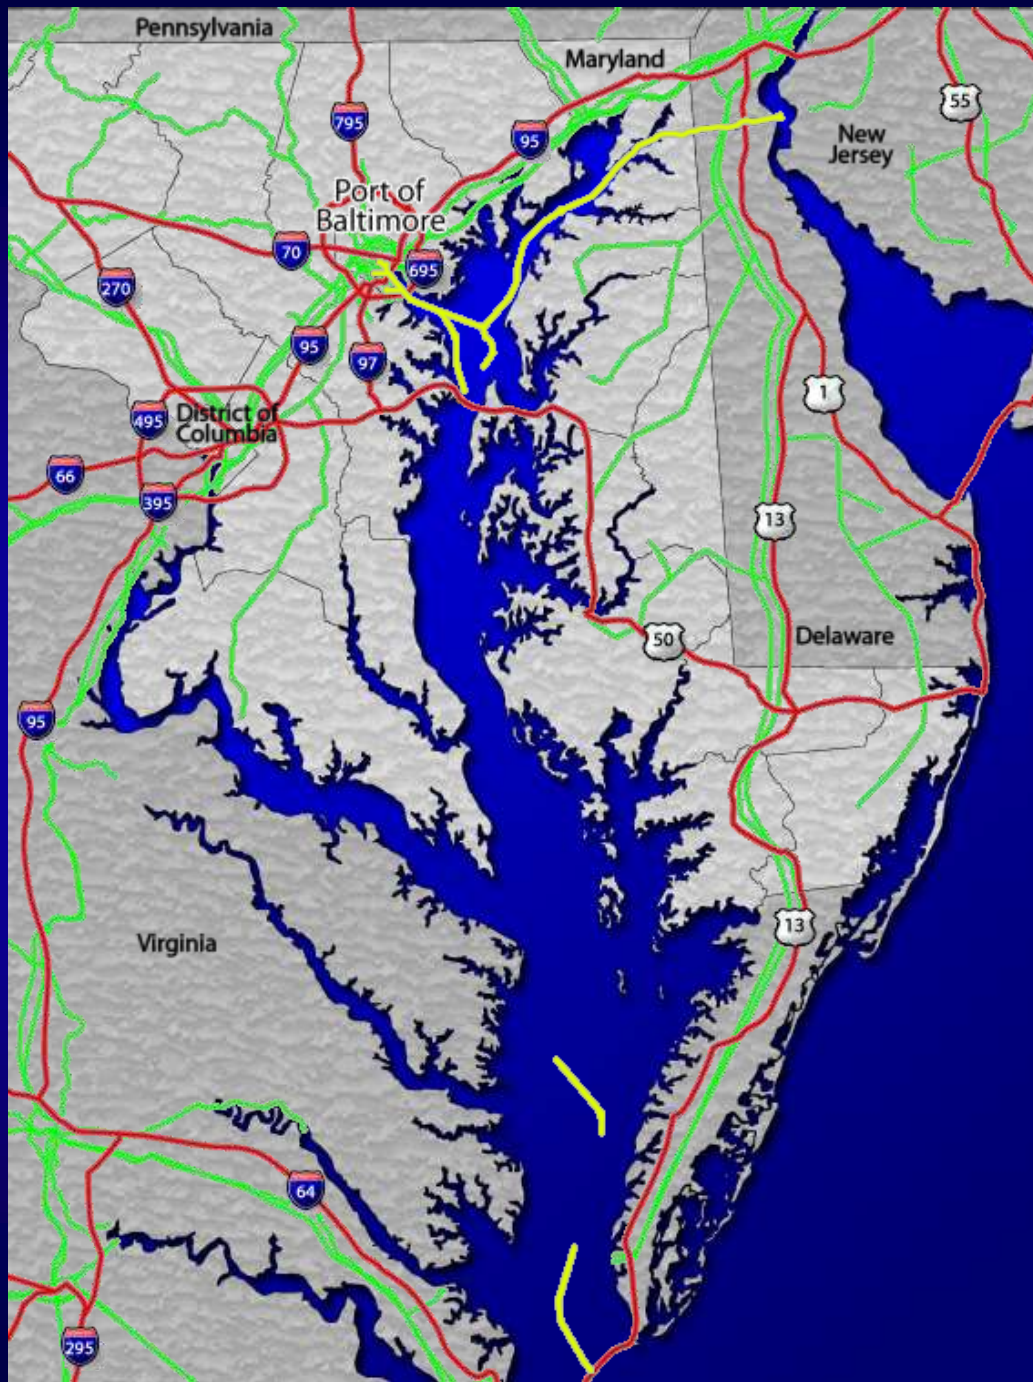 Pennsylvania
Maryland
795
95
55
New
Jersey
Port of
Baltimore
70
695
270
95
97
1
495
District of
Columbia
66
395
13
50
Delaware
95
13
Virginia
64
295